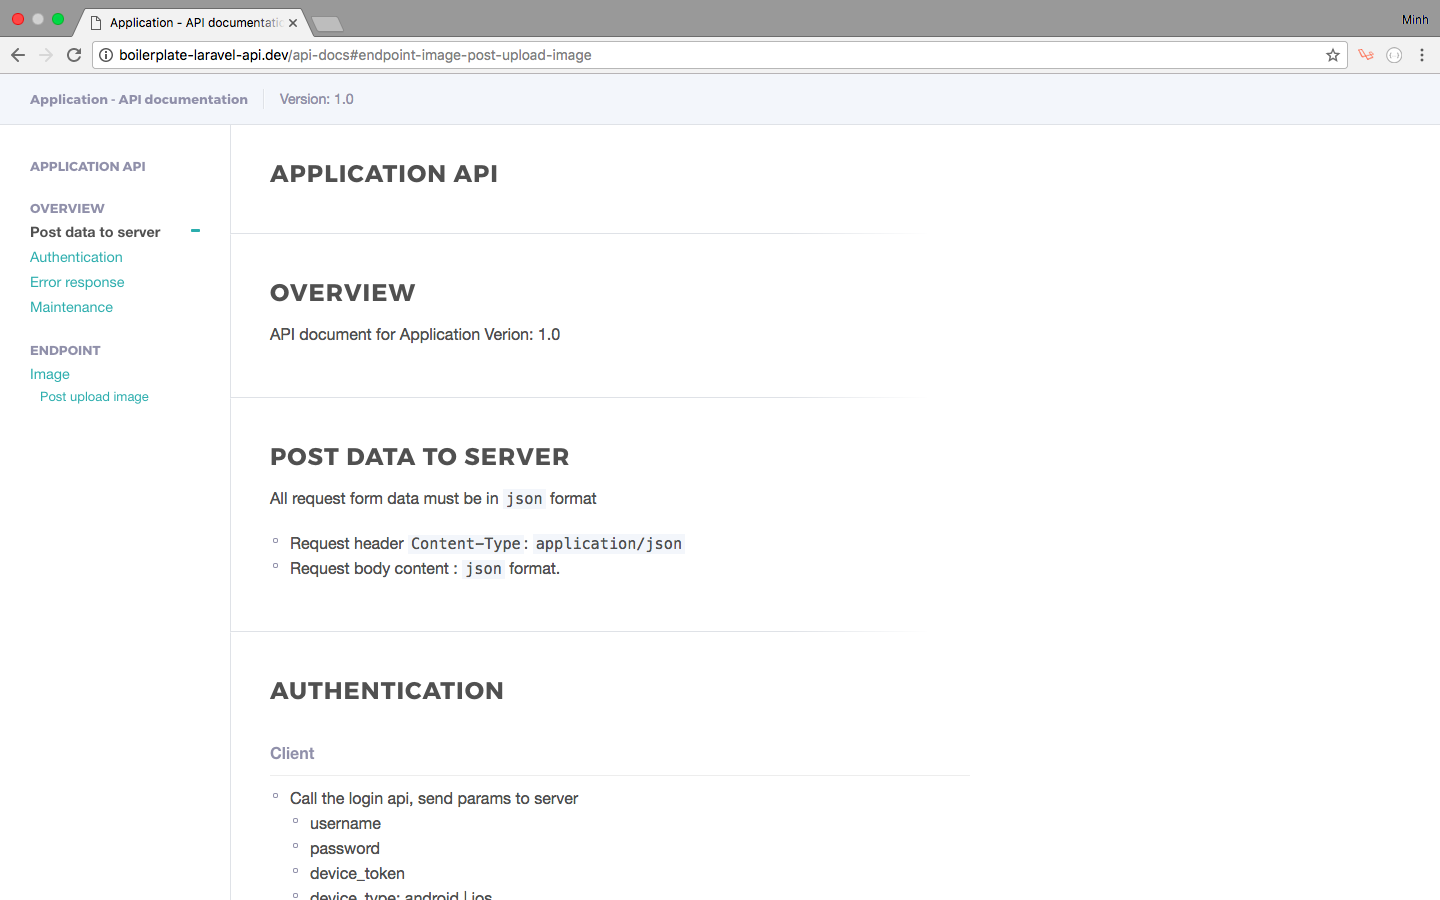 Application - API documentatio
Minh
boilerplate-laravel-api.dev/api-docs#endpoint-image-post-upload-image
Application - API documentation
Version: 1.0
APPLICATION API
OVERVIEW
Post data to server
Authentication
Error response
Maintenance
ENDPOINT
Image
Post upload image
APPLICATION API
OVERVIEW
API document for Application Verion: 1.0
POST DATA TO SERVER
All request form data must be in json format
Request header Content-Type: application/json
Request body content : json format.
AUTHENTICATION
Client
Call the login api, send params to server
username
password
device_token
device_type: android | ios